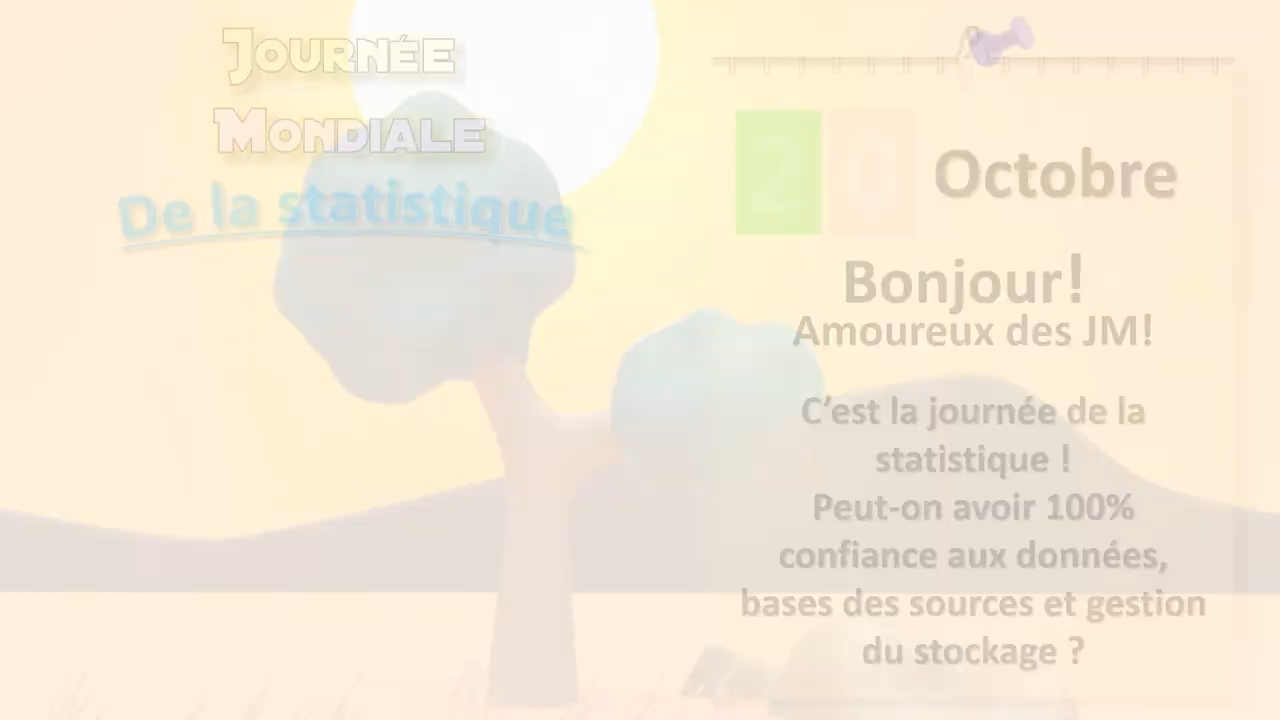 Journée
Mondiale
De la statistique
20 Octobre
Bonjour!
Amoureux des JM!
C’est la journée de la
statistique !
Peut-on avoir 100%
confiance aux données,
bases des sources et gestion
du stockage ?